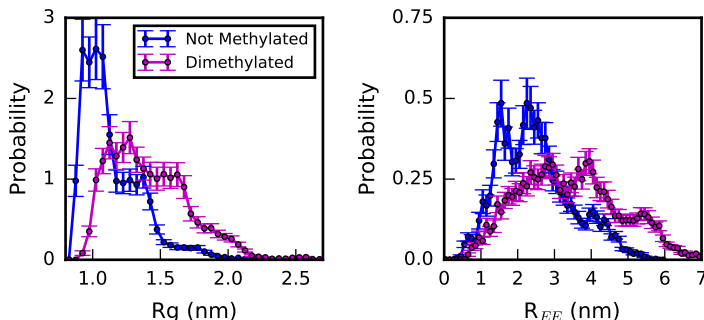 3
2
1
0
Probability
1.0 1.5 2.0 2.5
Rg (nm)
Not Methylated
Dimethylated
0.75
0.5
0.25
0.0
Probability
0 1 2 3 4 5 6 7
R_EE (nm)